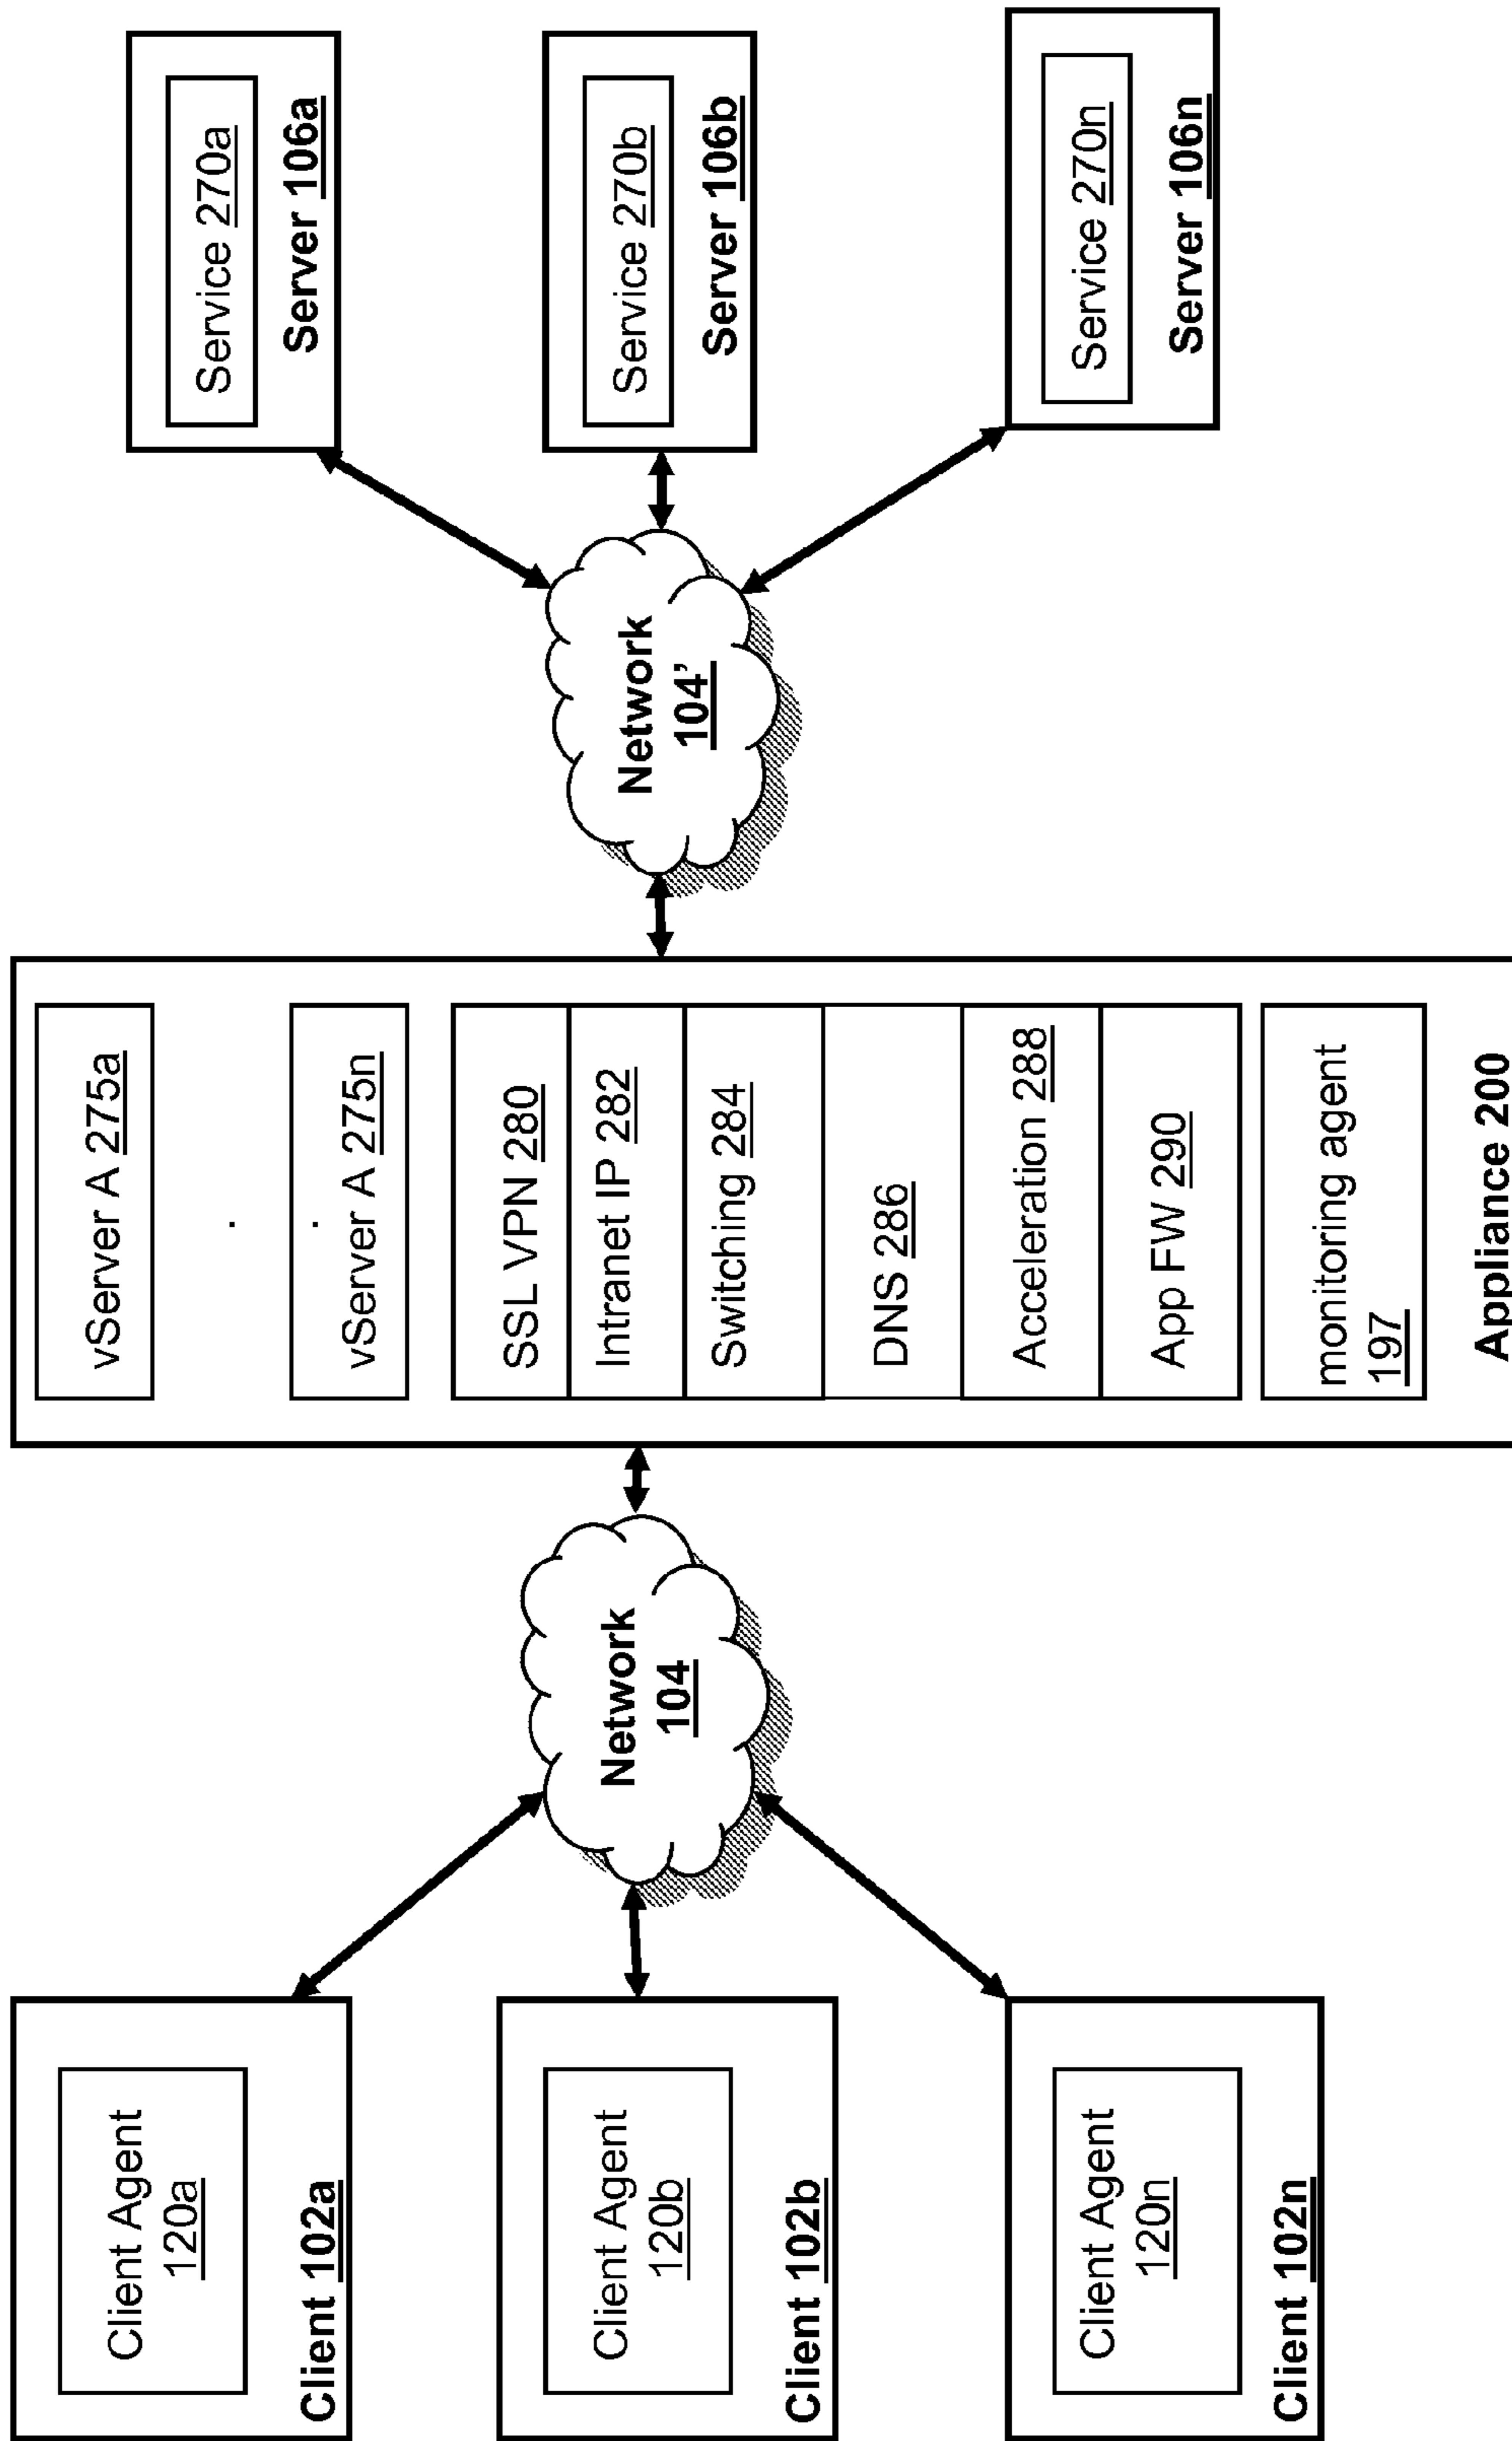 Client Agent
120a
Client 102a
Client Agent
120b
Client 102b
Client Agent
120n
Client 102n
Network
104
vServer A 275a
.
.
vServer A 275n
SSL VPN 280
Intranet IP 282
Switching 284
DNS 286
Acceleration 288
App FW 290
monitoring agent
197
Appliance 200
Network
104’
Service 270a
Server 106a
Service 270b
Server 106b
Service 270n
Server 106n